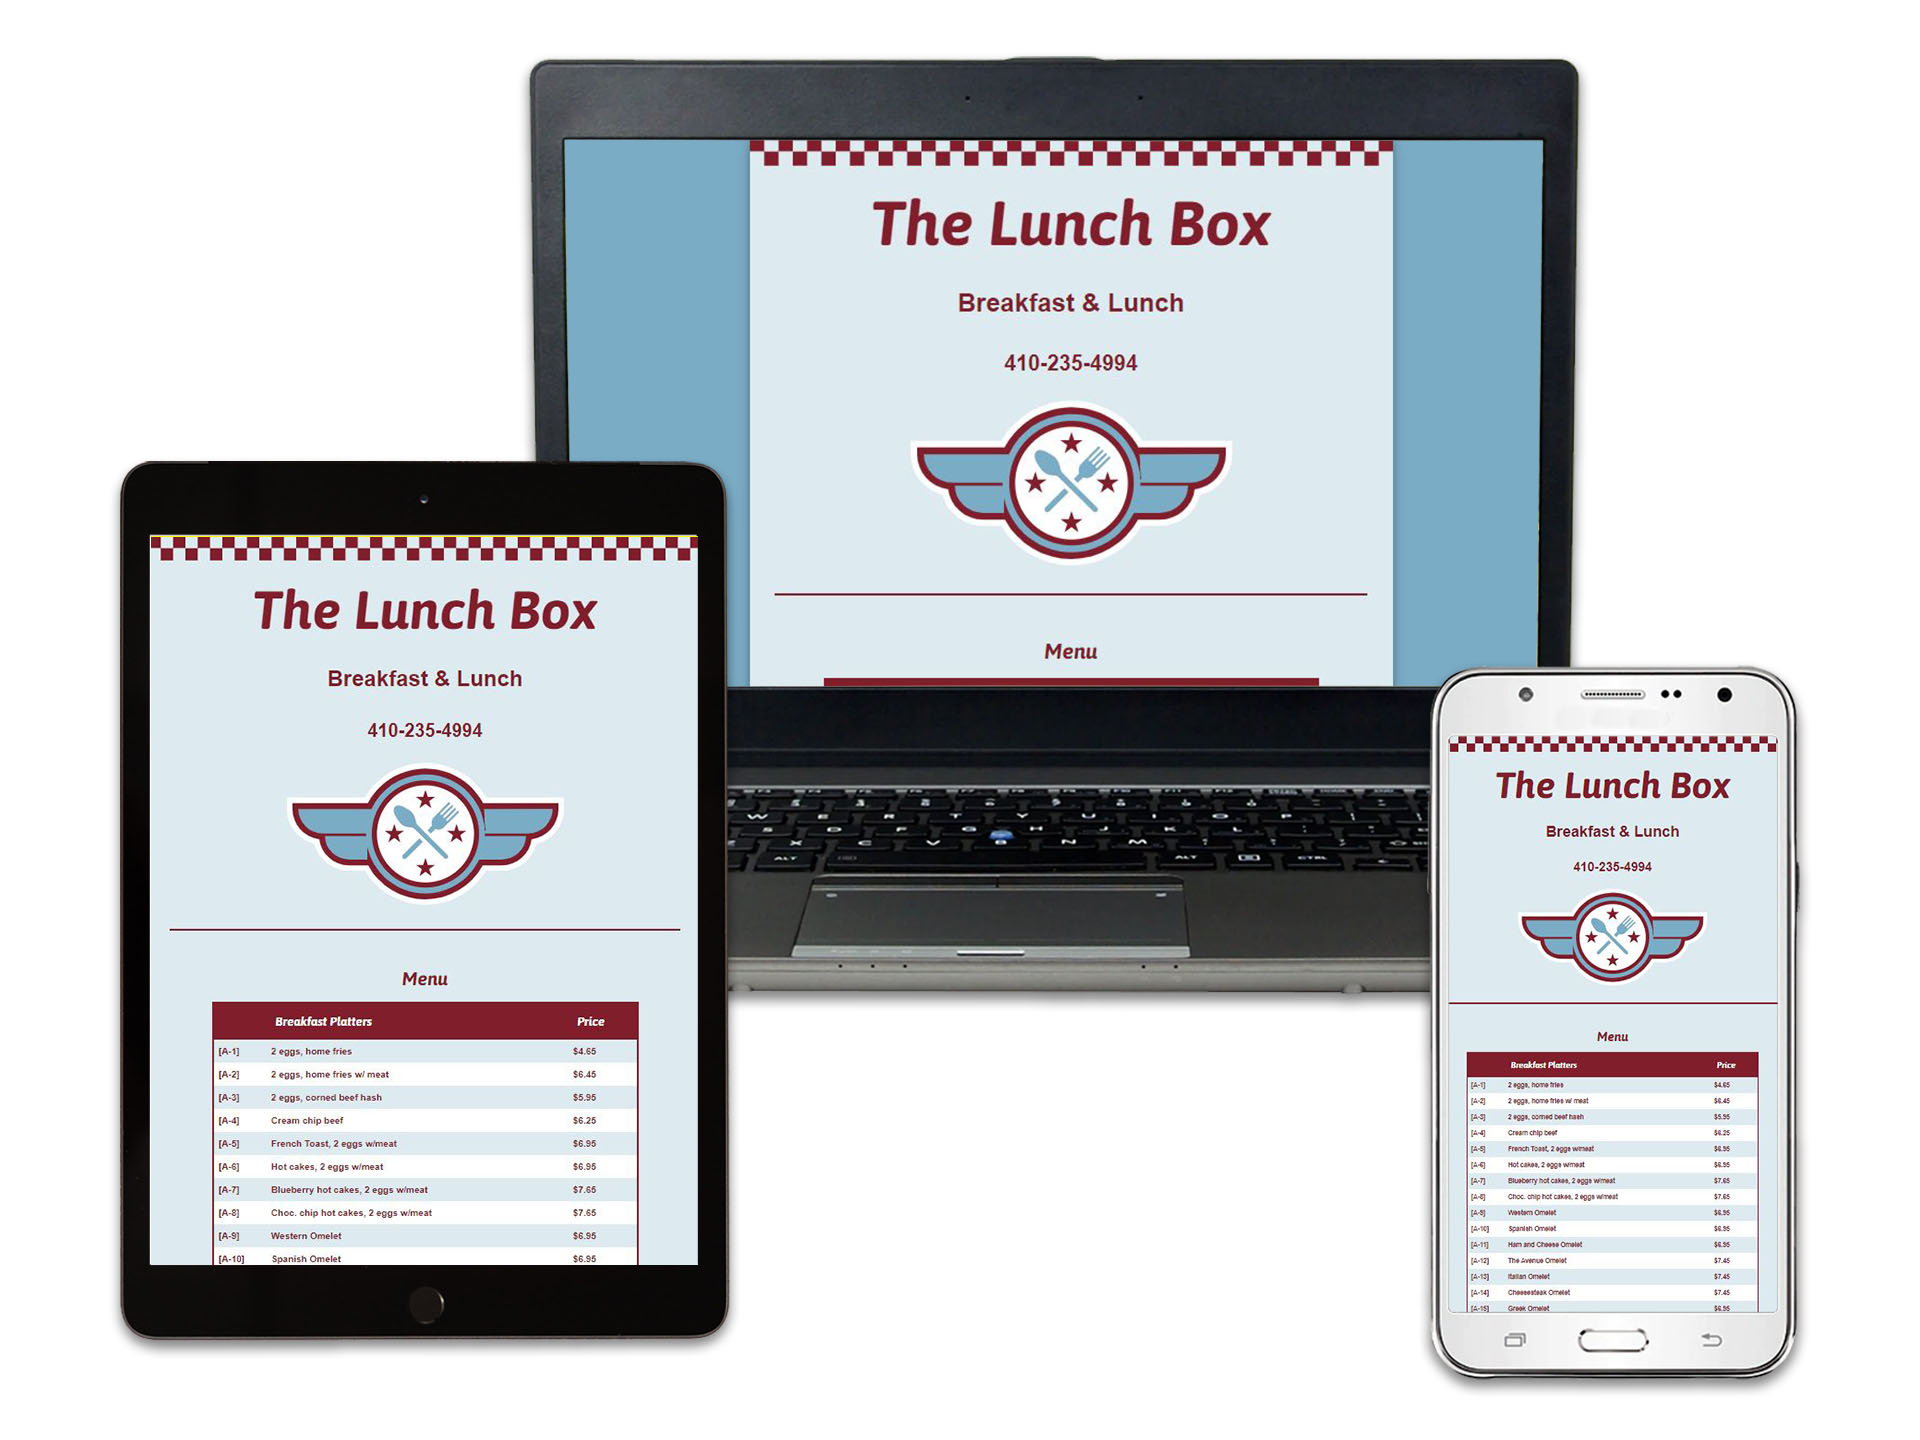 The Lunch Box
Breakfast & Lunch
410-235-4994
Menu
The Lunch Box
Breakfast & Lunch
410-235-4994
Menu
Breakfast Platters Price
[A-1] 2 eggs, home fries $4.65
[A-2] 2 eggs, home fries w/ meat $6.45
[A-3] 2 eggs, corned beef hash $5.95
[A-4] Cream chip beef $6.25
[A-5] French Toast, 2 eggs w/meat $6.95
[A-6] Hot cakes, 2 eggs w/meat $6.95
[A-7] Blueberry hot cakes, 2 eggs w/meat $7.65
[A-8] Choc. chip hot cakes, 2 eggs w/meat $7.65
[A-9] Western Omelet $6.95
[A-10] Spanish Omelet $6.95
W E R T Y U I O P
S D F G H J K L
ALT X C V B N M ALT CTRL
The Lunch Box
Breakfast & Lunch
410-235-4994
Menu
Breakfast Platters Price
[A-1] 2 eggs, home fries $4.65
[A-2] 2 eggs, home fries w/ meat $6.45
[A-3] 2 eggs, corned beef hash $5.95
[A-4] Cream chip beef $6.25
[A-5] French Toast, 2 eggs w/meat $6.95
[A-6] Hot cakes, 2 eggs w/meat $6.95
[A-7] Blueberry hot cakes, 2 eggs w/meat $7.65
[A-8] Choc. chip hot cakes, 2 eggs w/meat $7.65
[A-9] Western Omelet $6.95
[A-10] Spanish Omelet $6.95
[A-11] Ham and Cheese Omelet $6.95
[A-12] The Avenue Omelet $7.45
[A-13] Italian Omelet $7.45
[A-14] Cheesesteak Omelet $7.45
[A-15] Greek Omelet $6.95